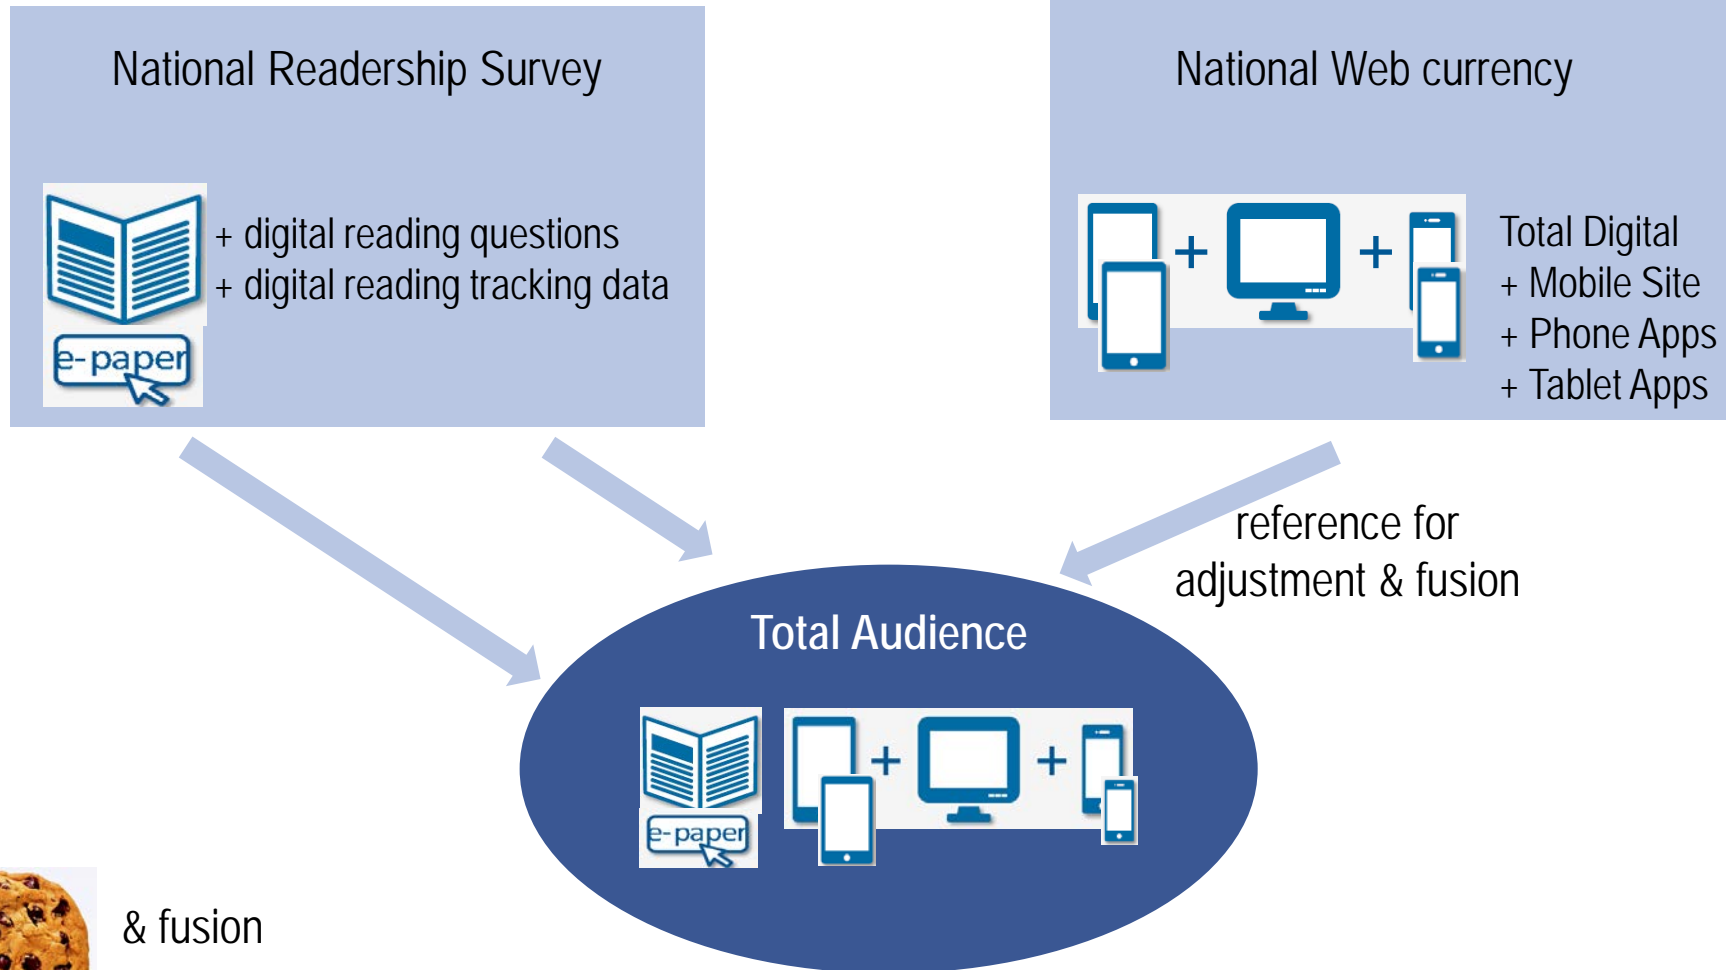 National Readership Survey
+ digital reading questions
+ digital reading tracking data
e-paper
National Web currency
Total Digital
+ Mobile Site
+ Phone Apps
+ Tablet Apps
reference for
adjustment & fusion
Total Audience
e-paper
& fusion